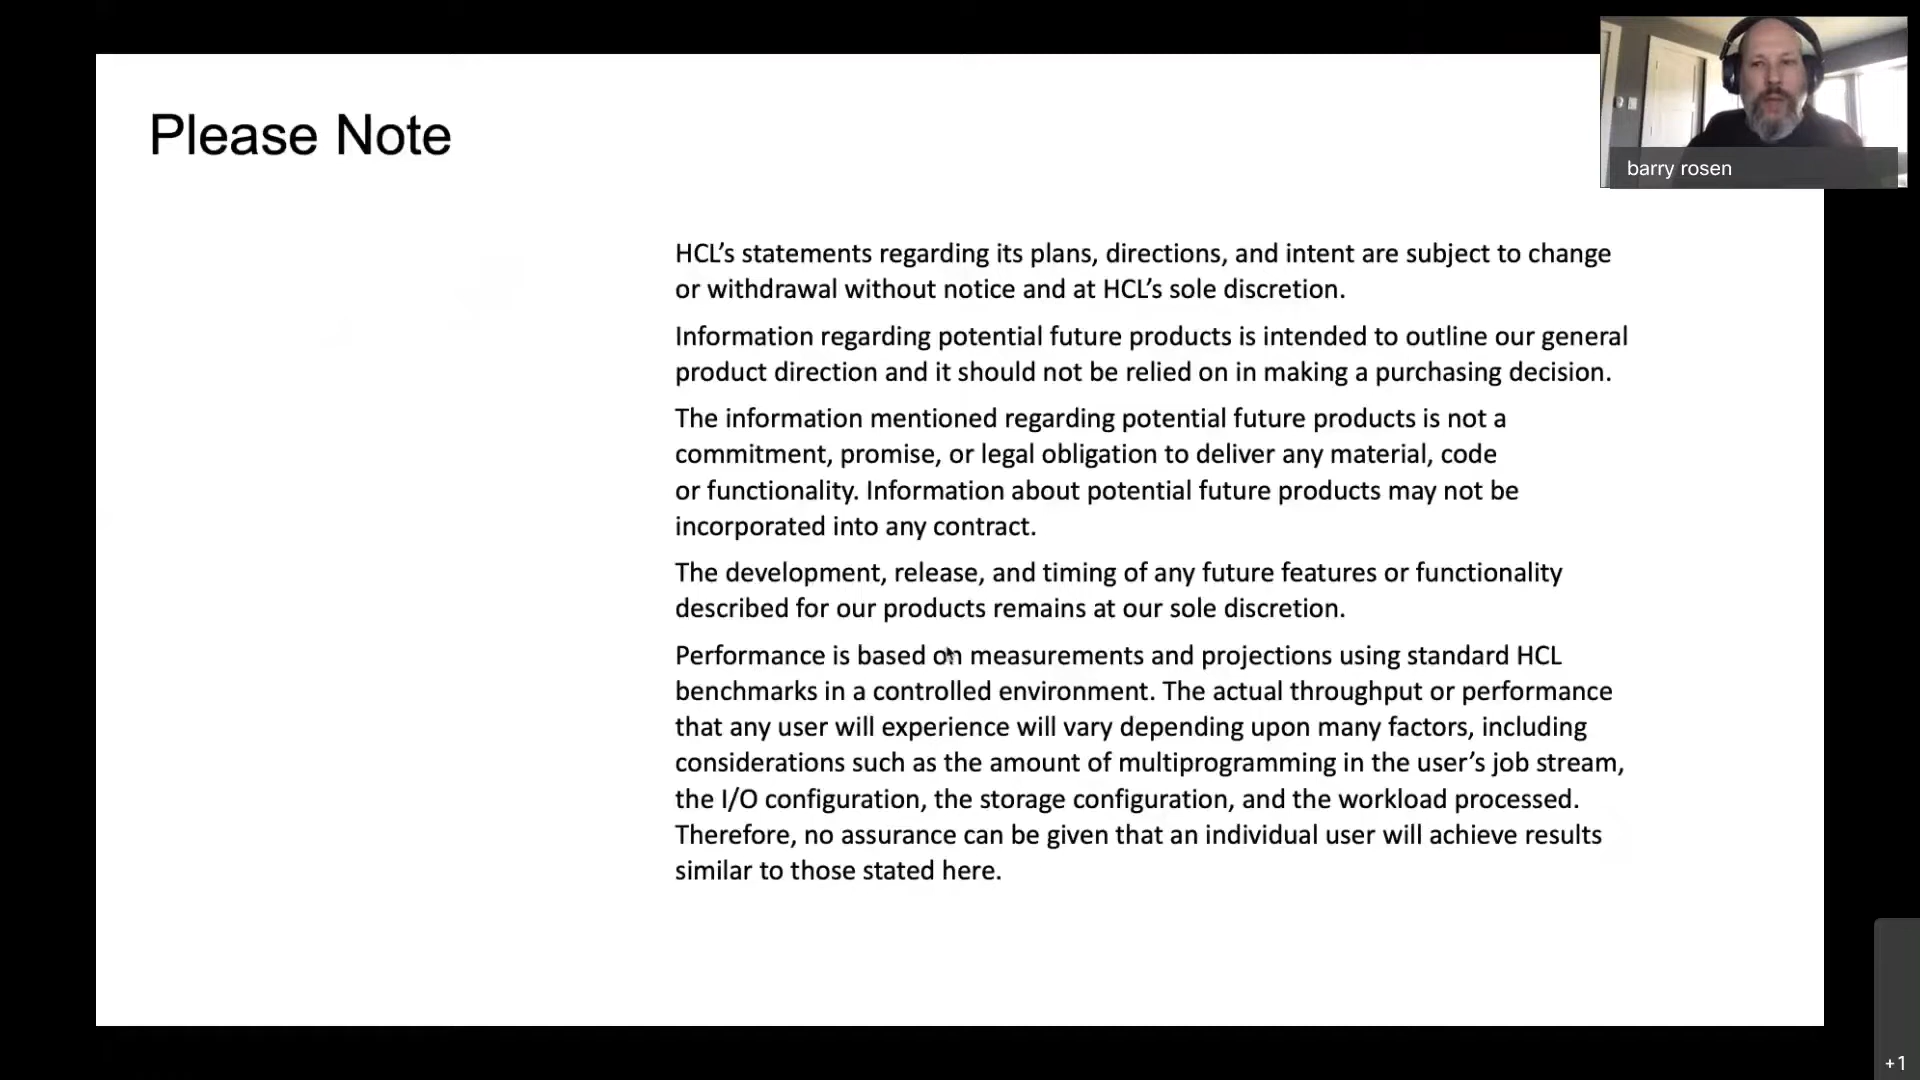 Please Note
barry rosen
HCL’s statements regarding its plans, directions, and intent are subject to change
or withdrawal without notice and at HCL’s sole discretion.
Information regarding potential future products is intended to outline our general
product direction and it should not be relied on in making a purchasing decision.
The information mentioned regarding potential future products is not a
commitment, promise, or legal obligation to deliver any material, code
or functionality. Information about potential future products may not be
incorporated into any contract.
The development, release, and timing of any future features or functionality
described for our products remains at our sole discretion.
Performance is based on measurements and projections using standard HCL
benchmarks in a controlled environment. The actual throughput or performance
that any user will experience will vary depending upon many factors, including
considerations such as the amount of multiprogramming in the user’s job stream,
the I/O configuration, the storage configuration, and the workload processed.
Therefore, no assurance can be given that an individual user will achieve results
similar to those stated here.
+1